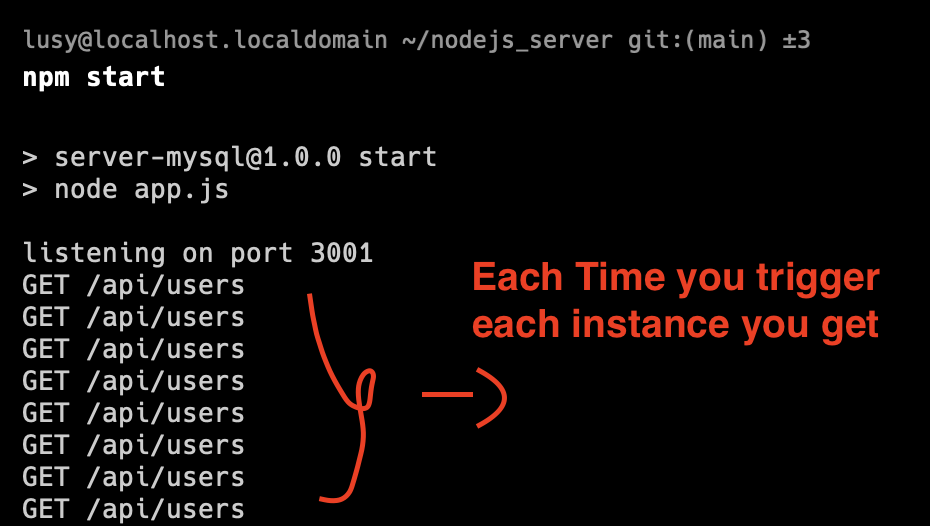 lusy@localhost.localdomain ~/nodejs_server git:(main) ±3
npm start
> server-mysql@1.0.0 start
> node app.js
listening on port 3001
GET /api/users
GET /api/users
GET /api/users
GET /api/users
GET /api/users
GET /api/users
GET /api/users
GET /api/users
Each Time you trigger
each instance you get